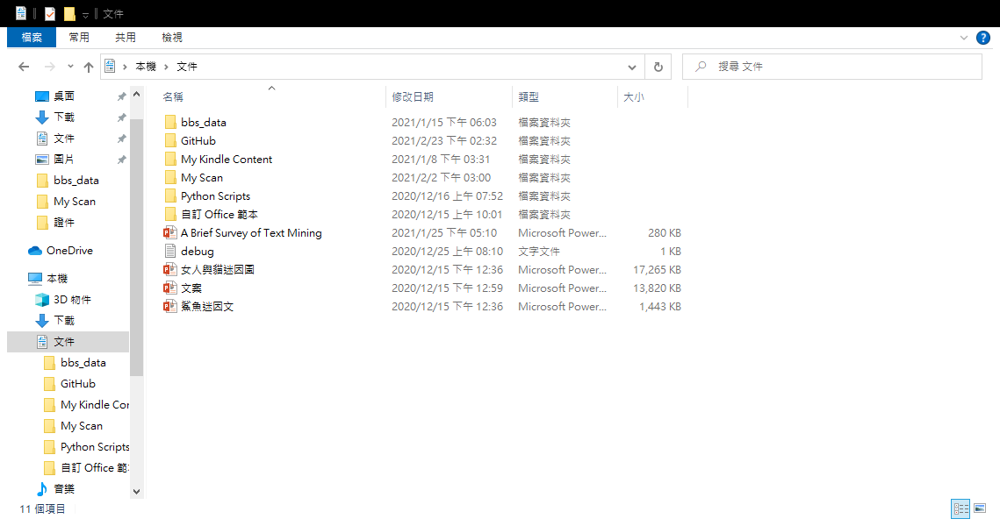 文件
檔案 常用 共用 檢視
本機 文件 搜尋 文件
桌面
下載
文件
圖片
bbs_data
My Scan
證件
OneDrive
本機
3D 物件
下載
文件
bbs_data
GitHub
My Kindle Cor
My Scan
Python Scripts
自訂 Office 範本
音樂
名稱 修改日期 類型 大小
bbs_data 2021/1/15 下午 06:03 檔案資料夾
GitHub 2021/2/23 下午 02:32 檔案資料夾
My Kindle Content 2021/1/8 下午 03:31 檔案資料夾
My Scan 2021/2/2 下午 03:00 檔案資料夾
Python Scripts 2020/12/16 上午 07:52 檔案資料夾
自訂 Office 範本 2020/12/15 上午 10:01 檔案資料夾
A Brief Survey of Text Mining 2021/1/25 下午 05:10 Microsoft Power... 280 KB
debug 2020/12/25 上午 08:10 文字文件 1 KB
女人與貓迷因圖 2020/12/15 下午 12:36 Microsoft Power... 17,265 KB
文案 2020/12/15 下午 12:59 Microsoft Power... 13,820 KB
鯊魚迷因文 2020/12/15 下午 12:36 Microsoft Power... 1,443 KB
11 個項目